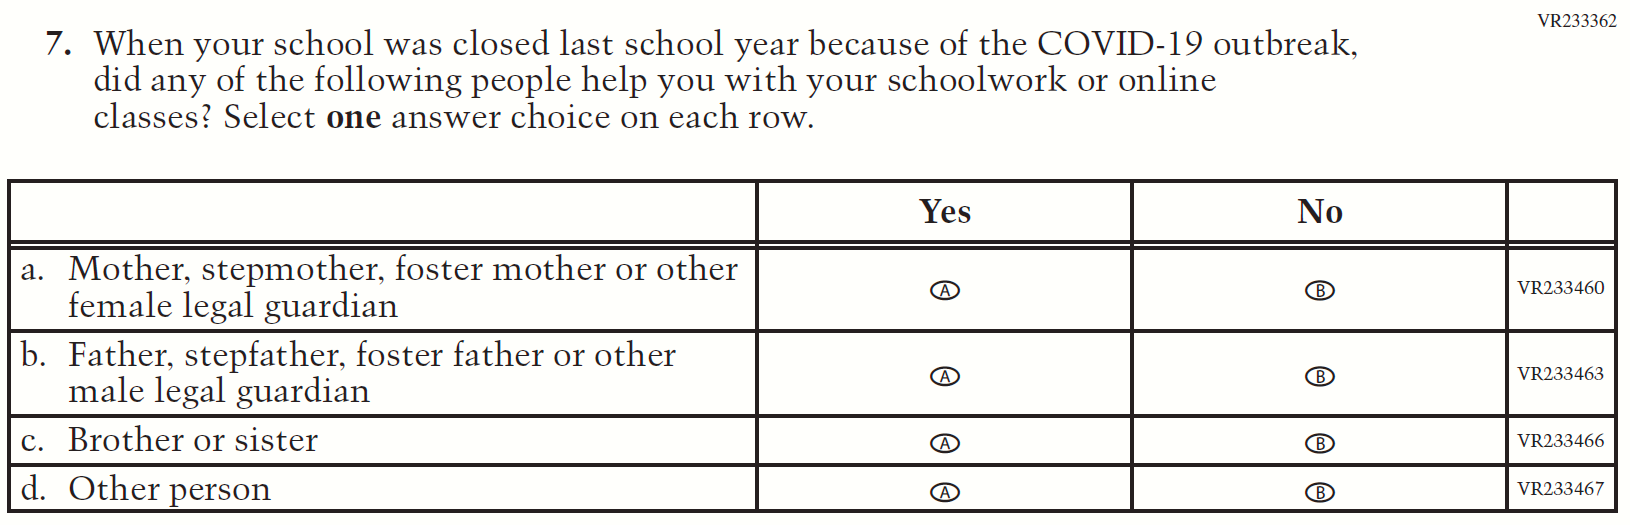 VR233362
7. When your school was closed last school year because of the COVID-19 outbreak,
did any of the following people help you with your schoolwork or online
classes? Select one answer choice on each row.
Yes No
a. Mother, stepmother, foster mother or other
female legal guardian
A B VR233460
b. Father, stepfather, foster father or other
male legal guardian
A B VR233463
c. Brother or sister A B VR233466
d. Other person A B VR233467